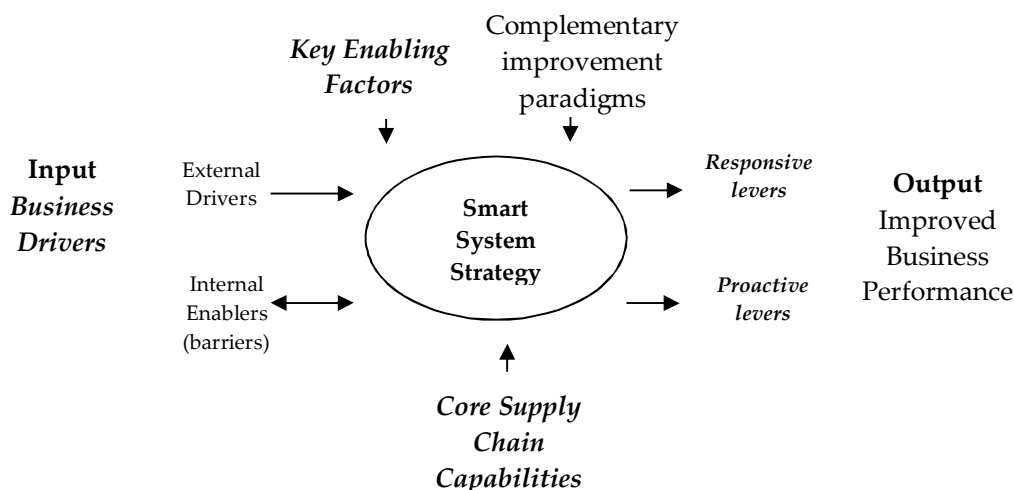 Key Enabling
Factors
Complementary
improvement
paradigms
Input
Business
Drivers
External
Drivers
Internal
Enablers
(barriers)
Smart
System
Strategy
Responsive
levers
Proactive
levers
Output
Improved
Business
Performance
Core Supply
Chain
Capabilities